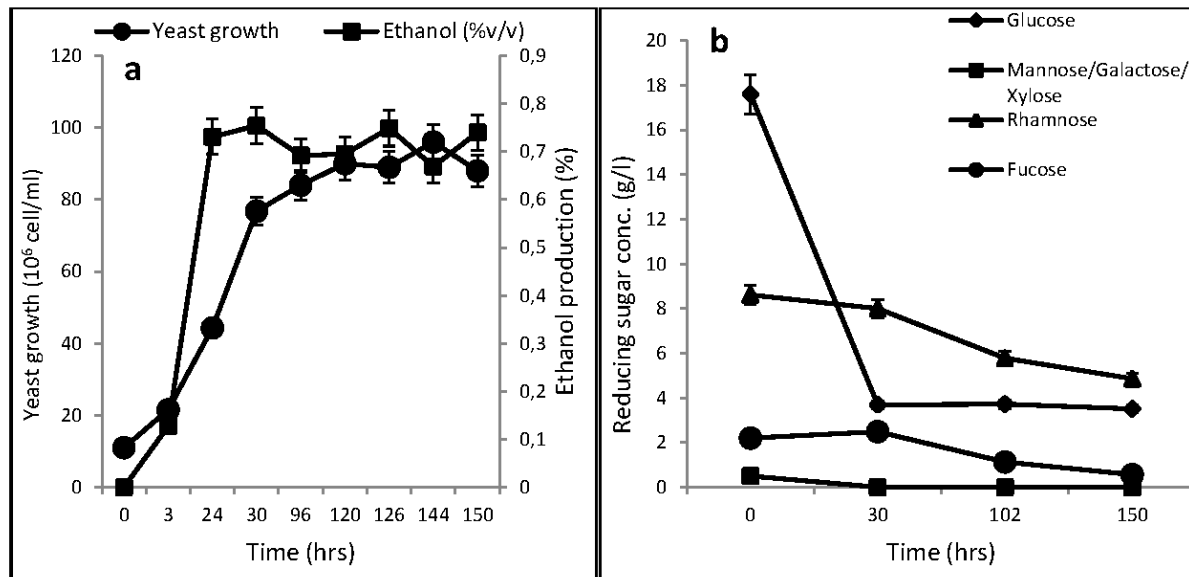 Yeast growth Ethanol (%v/v)
a
120
100
80
60
40
20
0
Yeast growth (10⁶ cell/ml)
0,9
0,8
0,7
0,6
0,5
0,4
0,3
0,2
0,1
0
Ethanol production (%)
0 3 24 30 96 120 126 144 150
Time (hrs)
b
Glucose
Mannose/Galactose/
Xylose
Rhamnose
Fucose
20
18
16
14
12
10
8
6
4
2
0
Reducing sugar conc. (g/l)
0 30 102 150
Time (hrs)